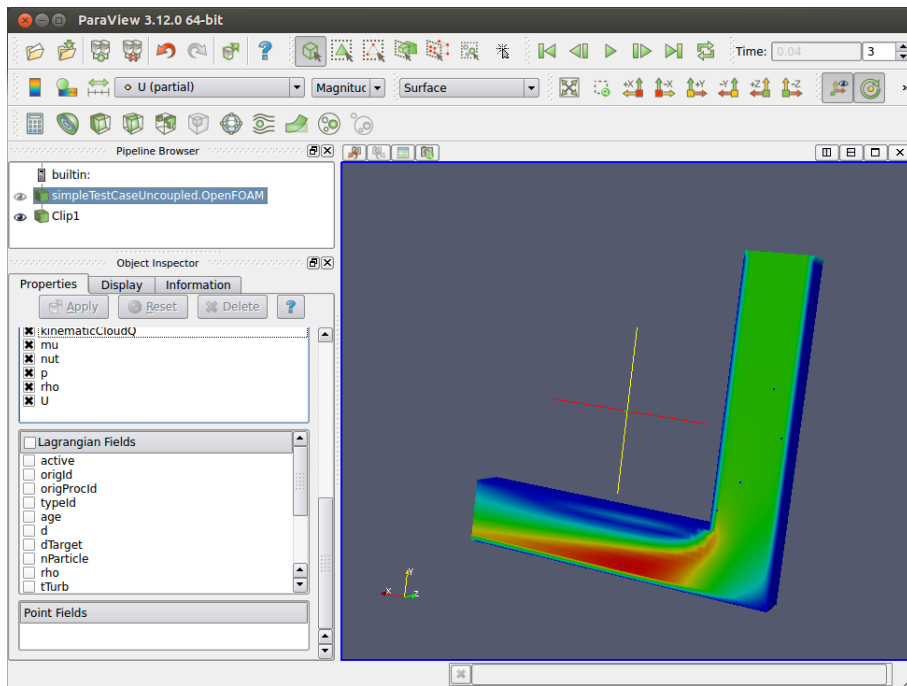 ParaView 3.12.0 64-bit
Time: 0.04 3
U (partial) Magnituc Surface
+X -X +Y -Y +Z -Z
Pipeline Browser
builtin:
simpleTestCaseUncoupled.OpenFOAM
Clip1
Object Inspector
Properties Display Information
Apply Reset Delete ?
kinematicCloudQ
mu
nut
p
rho
U
Lagrangian Fields
active
origId
origProcId
typeId
age
d
dTarget
nParticle
rho
tTurb
Point Fields
Y
X Z